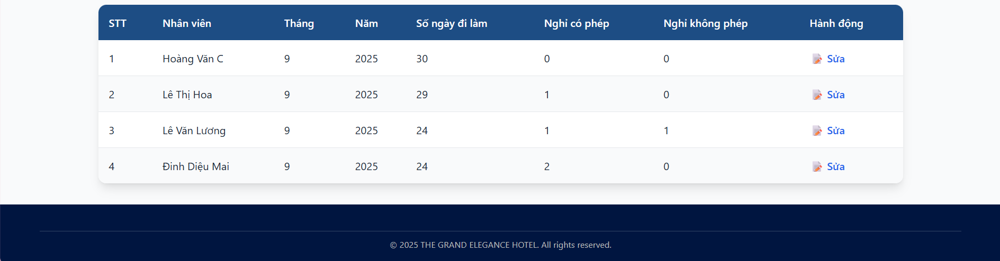 STT Nhân viên Tháng Năm Số ngày đi làm Nghỉ có phép Nghỉ không phép Hành động
1 Hoàng Văn C 9 2025 30 0 0 📝 Sửa
2 Lê Thị Hoa 9 2025 29 1 0 📝 Sửa
3 Lê Văn Lương 9 2025 24 1 1 📝 Sửa
4 Đinh Diệu Mai 9 2025 24 2 0 📝 Sửa
© 2025 THE GRAND ELEGANCE HOTEL. All rights reserved.